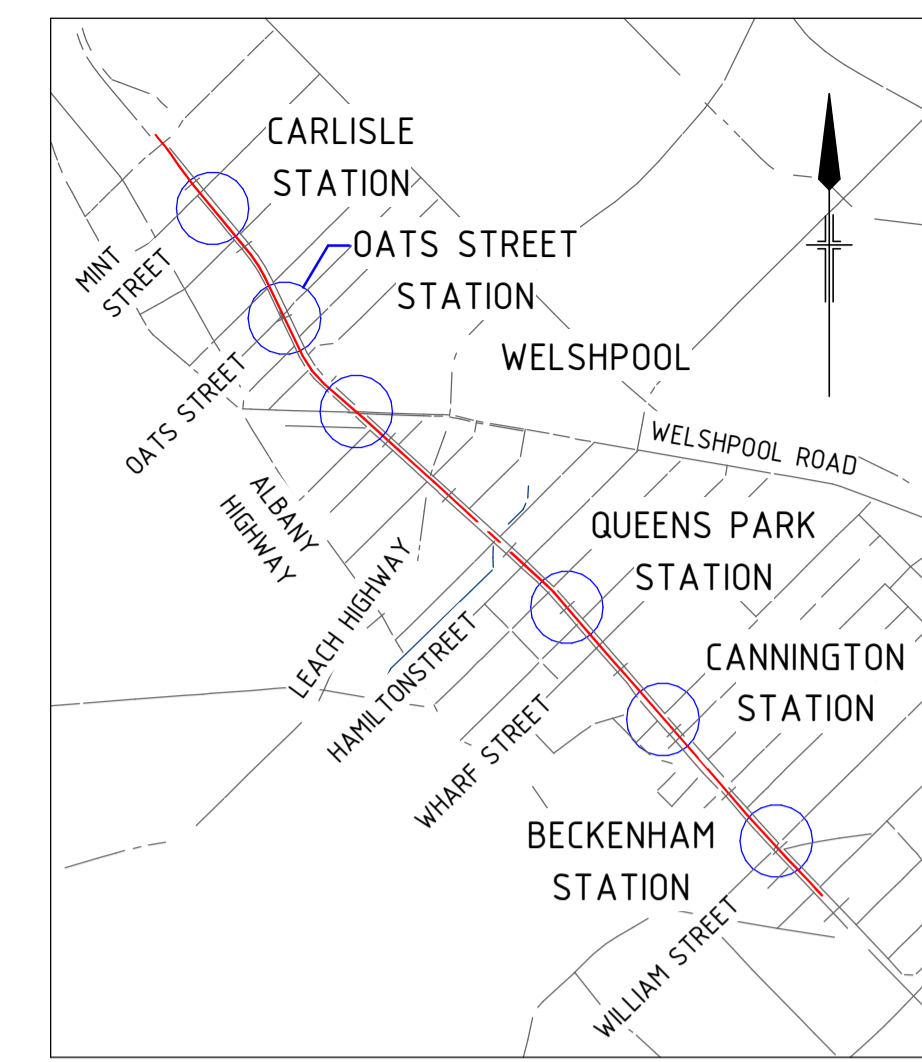 CARLISLE
STATION
MINT
STREET
OATS STREET
STATION
WELSHPOOL
OATS STREET
WELSHPOOL ROAD
ALBANY
HIGHWAY
QUEENS PARK
STATION
LEACH HIGHWAY
HAMILTONSTREET
CANNINGTON
STATION
WHARF STREET
BECKENHAM
STATION
WILLIAM STREET